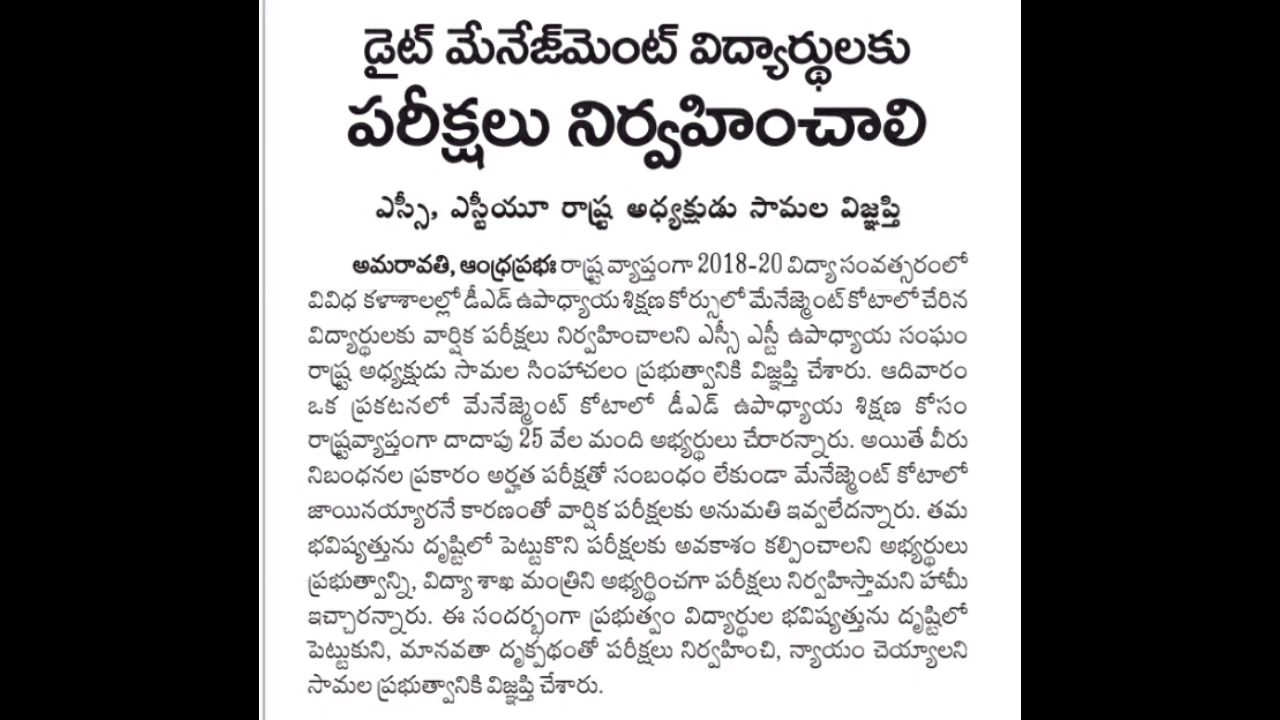 డైట్ మేనేజ్‌మెంట్ విద్యార్థులకు
పరీక్షలు నిర్వహించాలి
ఎస్సీ, ఎస్టీయూ రాష్ట్ర అధ్యక్షుడు సామల విజ్ఞప్తి
అమరావతి, ఆంధ్రప్రభః రాష్ట్ర వ్యాప్తంగా 2018-20 విద్యా సంవత్సరంలో
వివిధ కళాశాలల్లో డీఎడ్ ఉపాధ్యాయ శిక్షణ కోర్సులో మేనేజ్మెంట్ కోటాలో చేరిన
విద్యార్థులకు వార్షిక పరీక్షలు నిర్వహించాలని ఎస్సీ ఎస్టీ ఉపాధ్యాయ సంఘం
రాష్ట్ర అధ్యక్షుడు సామల సింహాచలం ప్రభుత్వానికి విజ్ఞప్తి చేశారు. ఆదివారం
ఒక ప్రకటనలో మేనేజ్మెంట్ కోటాలో డీఎడ్ ఉపాధ్యాయ శిక్షణ కోసం
రాష్ట్రవ్యాప్తంగా దాదాపు 25 వేల మంది అభ్యర్థులు చేరారన్నారు. అయితే వీరు
నిబంధనల ప్రకారం అర్హత పరీక్షతో సంబంధం లేకుండా మేనేజ్మెంట్ కోటాలో
జాయినయ్యారనే కారణంతో వార్షిక పరీక్షలకు అనుమతి ఇవ్వలేదన్నారు. తమ
భవిష్యత్తును దృష్టిలో పెట్టుకొని పరీక్షలకు అవకాశం కల్పించాలని అభ్యర్థులు
ప్రభుత్వాన్ని, విద్యా శాఖ మంత్రిని అభ్యర్థించగా పరీక్షలు నిర్వహిస్తామని హామీ
ఇచ్చారన్నారు. ఈ సందర్భంగా ప్రభుత్వం విద్యార్థుల భవిష్యత్తును దృష్టిలో
పెట్టుకుని, మానవతా దృక్పథంతో పరీక్షలు నిర్వహించి, న్యాయం చెయ్యాలని
సామల ప్రభుత్వానికి విజ్ఞప్తి చేశారు.